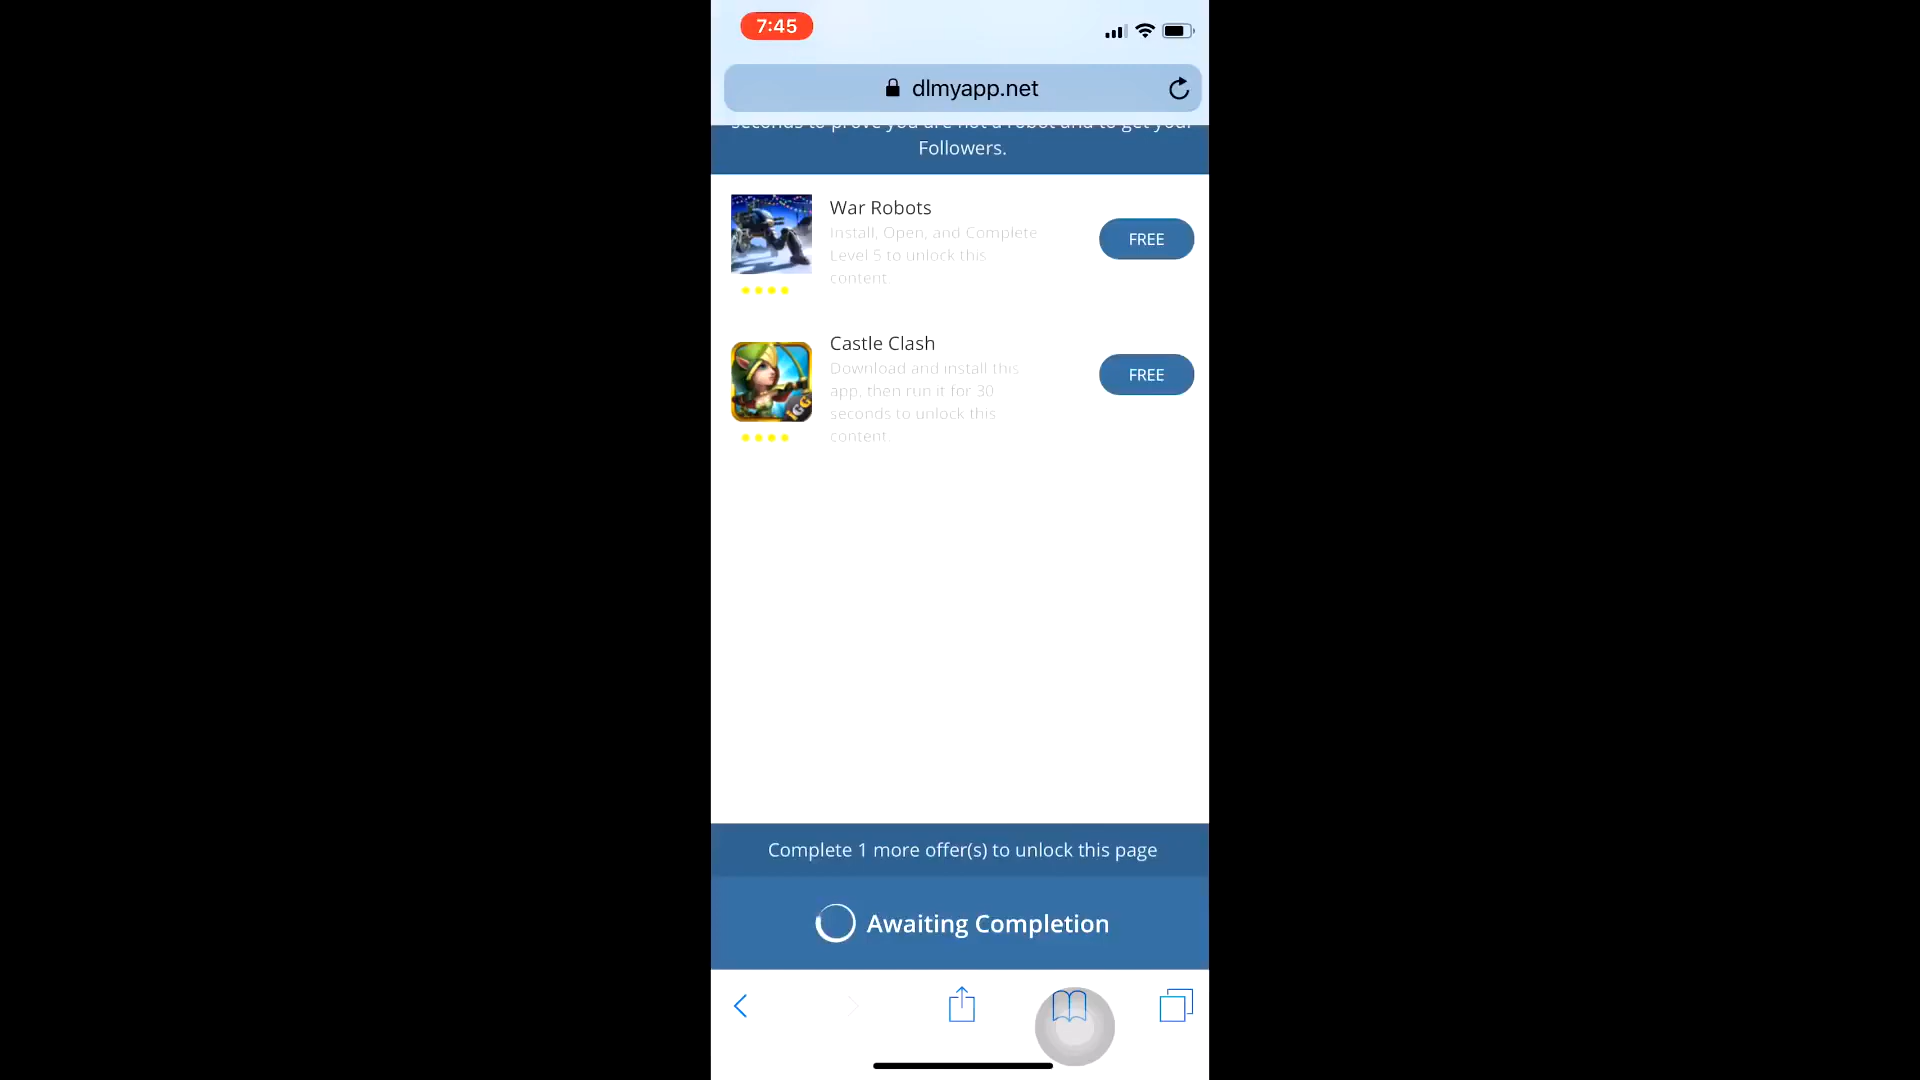 7:45
dlmyapp.net
seconds to prove you are not a robot and to get your
Followers.
War Robots
Install, Open, and Complete
Level 5 to unlock this
content.
FREE
Castle Clash
Download and install this
app, then run it for 30
seconds to unlock this
content.
FREE
IGG
Complete 1 more offer(s) to unlock this page
Awaiting Completion